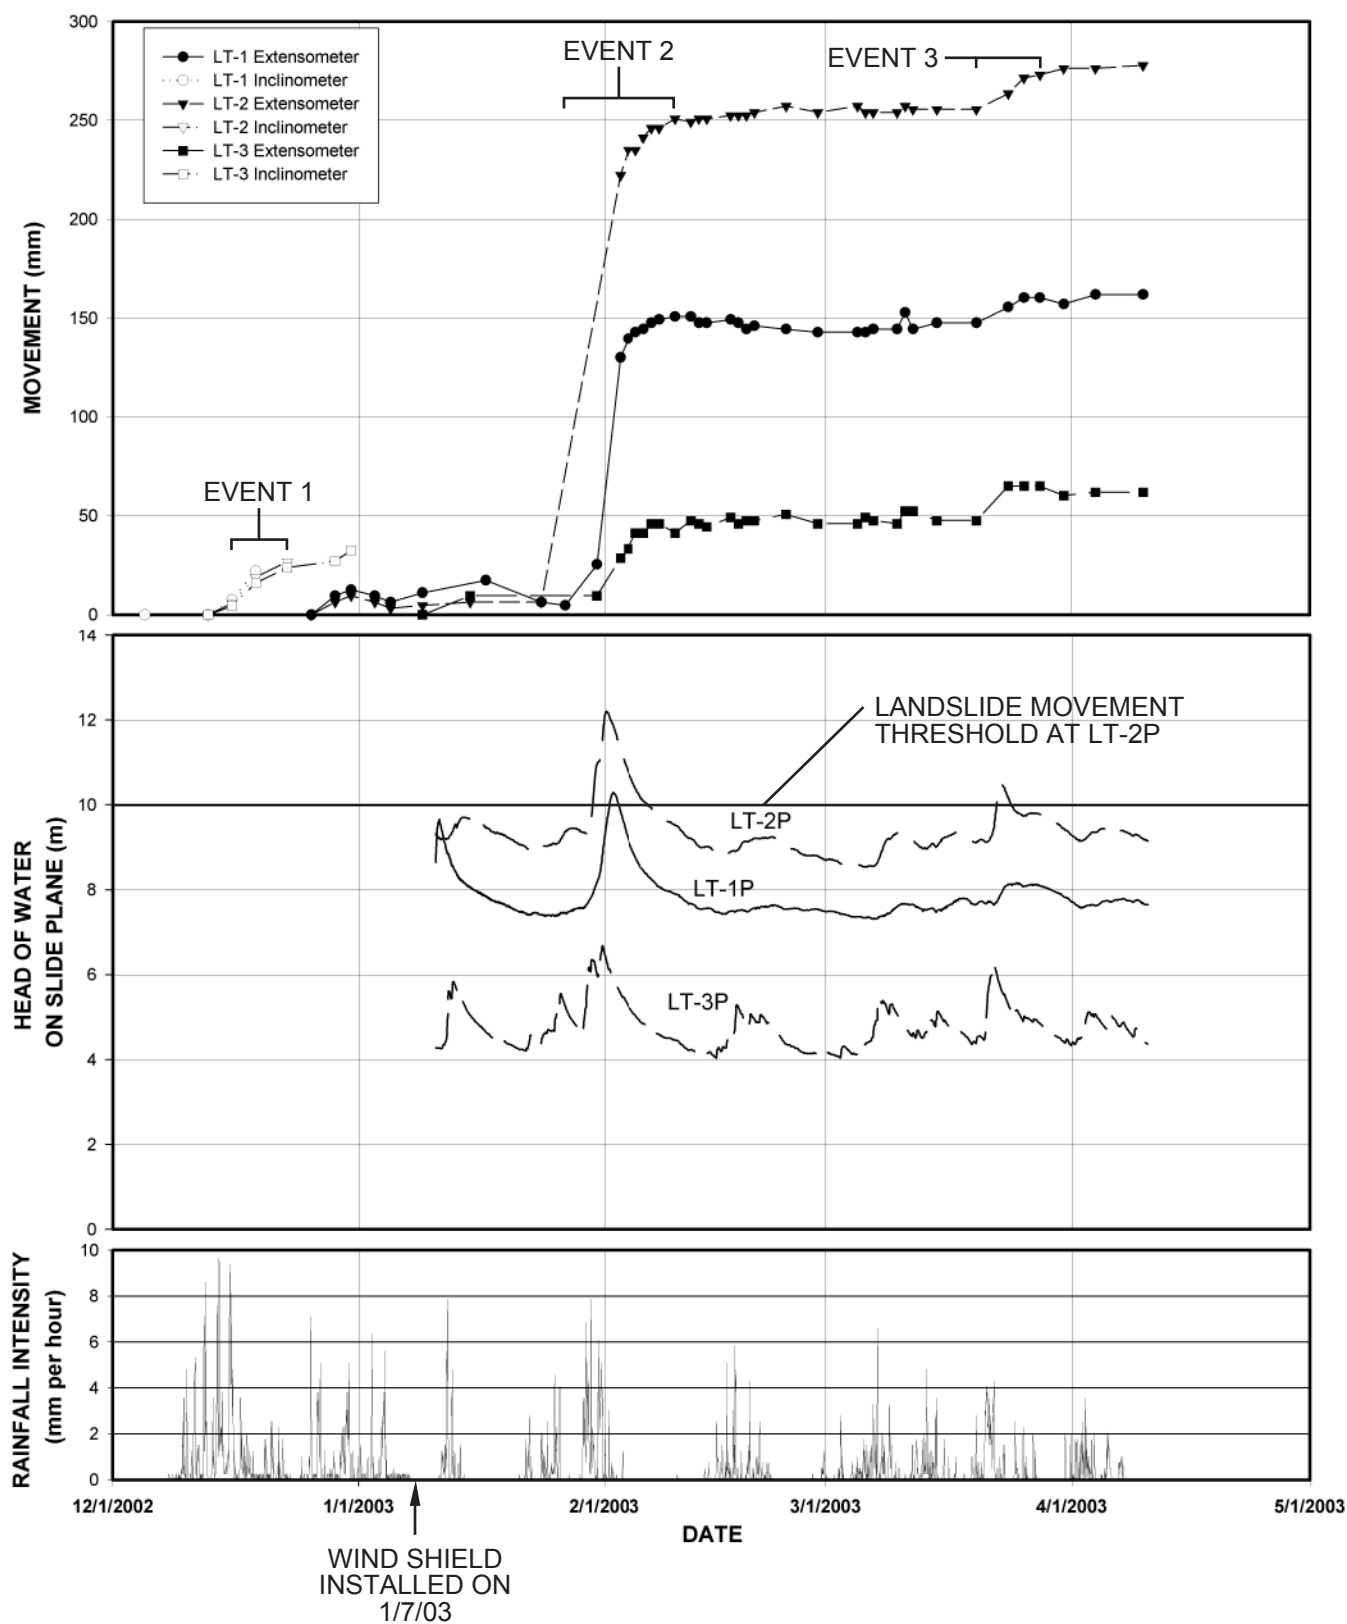 300
250
200
150
100
50
0
MOVEMENT (mm)
LT-1 Extensometer
LT-1 Inclinometer
LT-2 Extensometer
LT-2 Inclinometer
LT-3 Extensometer
LT-3 Inclinometer
EVENT 1
EVENT 2
EVENT 3
14
12
10
8
6
4
2
0
HEAD OF WATER
ON SLIDE PLANE (m)
LANDSLIDE MOVEMENT
THRESHOLD AT LT-2P
LT-2P
LT-1P
LT-3P
10
8
6
4
2
0
RAINFALL INTENSITY
(mm per hour)
12/1/2002
1/1/2003
2/1/2003
3/1/2003
4/1/2003
5/1/2003
DATE
WIND SHIELD
INSTALLED ON
1/7/03